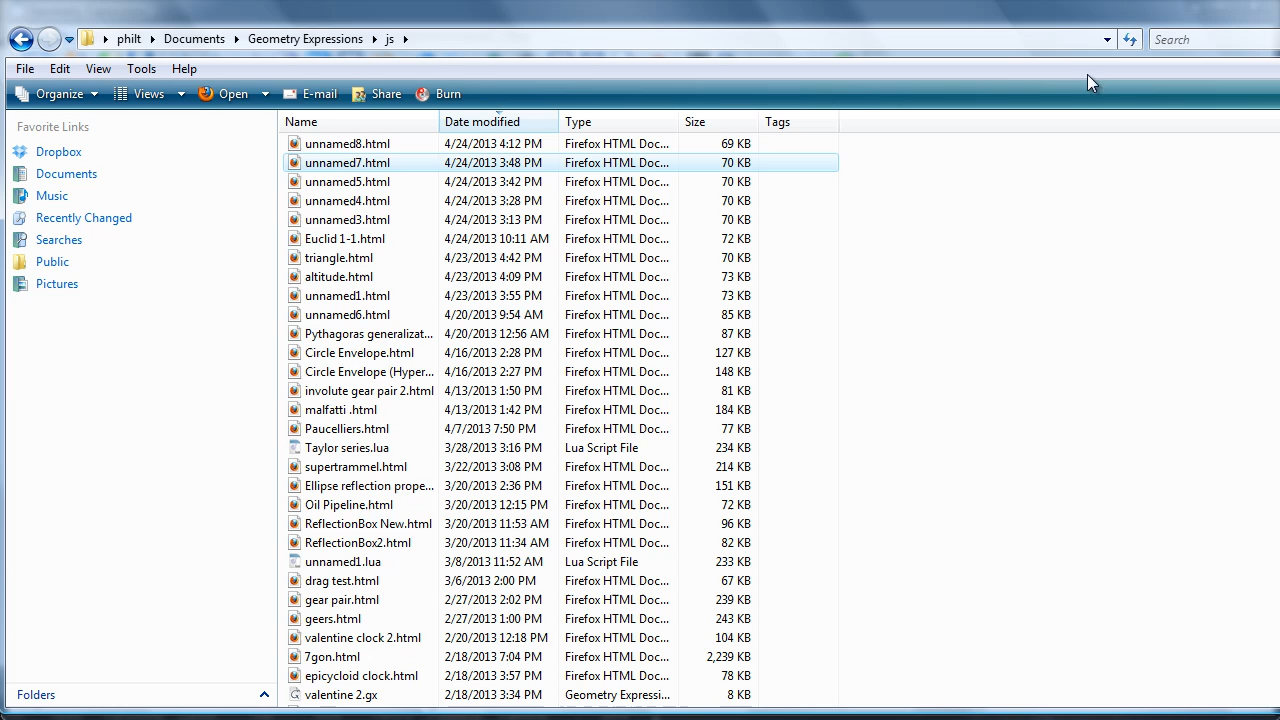 philt Documents Geometry Expressions js Search
File Edit View Tools Help
Organize Views Open E-mail Share Burn
Favorite Links
Dropbox
Documents
Music
Recently Changed
Searches
Public
Pictures
Folders
Name Date modified Type Size Tags
unnamed8.html 4/24/2013 4:12 PM Firefox HTML Doc... 69 KB
unnamed7.html 4/24/2013 3:48 PM Firefox HTML Doc... 70 KB
unnamed5.html 4/24/2013 3:42 PM Firefox HTML Doc... 70 KB
unnamed4.html 4/24/2013 3:28 PM Firefox HTML Doc... 70 KB
unnamed3.html 4/24/2013 3:13 PM Firefox HTML Doc... 70 KB
Euclid 1-1.html 4/24/2013 10:11 AM Firefox HTML Doc... 72 KB
triangle.html 4/23/2013 4:42 PM Firefox HTML Doc... 70 KB
altitude.html 4/23/2013 4:09 PM Firefox HTML Doc... 73 KB
unnamed1.html 4/23/2013 3:55 PM Firefox HTML Doc... 73 KB
unnamed6.html 4/20/2013 9:54 AM Firefox HTML Doc... 85 KB
Pythagoras generalizat... 4/20/2013 12:56 AM Firefox HTML Doc... 87 KB
Circle Envelope.html 4/16/2013 2:28 PM Firefox HTML Doc... 127 KB
Circle Envelope (Hyper... 4/16/2013 2:27 PM Firefox HTML Doc... 148 KB
involute gear pair 2.html 4/13/2013 1:50 PM Firefox HTML Doc... 81 KB
malfatti .html 4/13/2013 1:42 PM Firefox HTML Doc... 184 KB
Paucelliers.html 4/7/2013 7:50 PM Firefox HTML Doc... 77 KB
Taylor series.lua 3/28/2013 3:16 PM Lua Script File 234 KB
supertrammel.html 3/22/2013 3:08 PM Firefox HTML Doc... 214 KB
Ellipse reflection prope... 3/20/2013 2:36 PM Firefox HTML Doc... 151 KB
Oil Pipeline.html 3/20/2013 12:15 PM Firefox HTML Doc... 72 KB
ReflectionBox New.html 3/20/2013 11:53 AM Firefox HTML Doc... 96 KB
ReflectionBox2.html 3/20/2013 11:34 AM Firefox HTML Doc... 82 KB
unnamed1.lua 3/8/2013 11:52 AM Lua Script File 233 KB
drag test.html 3/6/2013 2:00 PM Firefox HTML Doc... 67 KB
gear pair.html 2/27/2013 2:02 PM Firefox HTML Doc... 239 KB
geers.html 2/27/2013 1:00 PM Firefox HTML Doc... 243 KB
valentine clock 2.html 2/20/2013 12:18 PM Firefox HTML Doc... 104 KB
7gon.html 2/18/2013 7:04 PM Firefox HTML Doc... 2,239 KB
epicycloid clock.html 2/18/2013 3:57 PM Firefox HTML Doc... 78 KB
valentine 2.gx 2/18/2013 3:34 PM Geometry Expressi... 8 KB